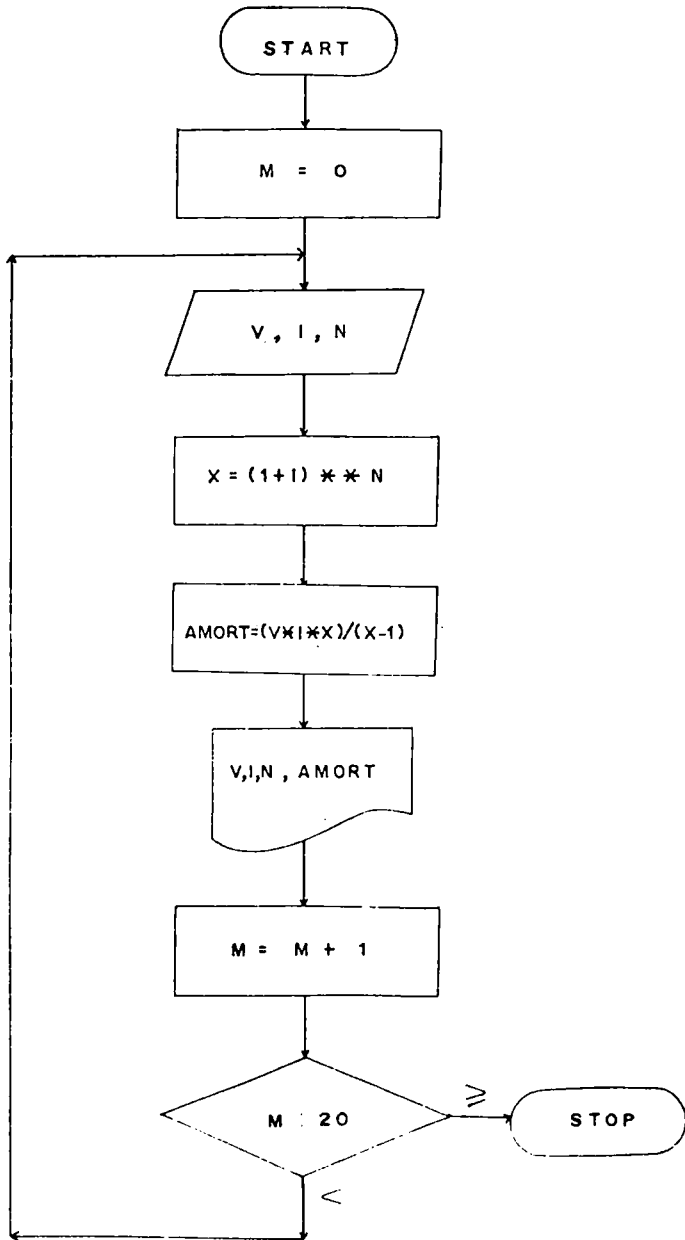 START
M = 0
V, I, N
X = (1+I) ** N
AMORT=(V*I*X)/(X-1)
V,I,N, AMORT
M = M + 1
M : 20
≥
STOP
<